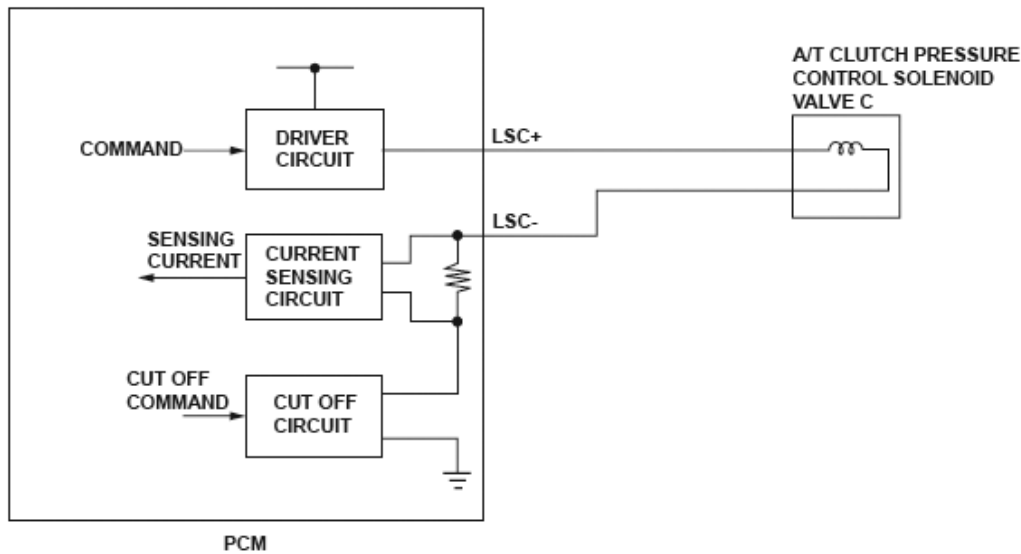 A/T CLUTCH PRESSURE
CONTROL SOLENOID
VALVE C
COMMAND
DRIVER
CIRCUIT
LSC+
LSC-
SENSING
CURRENT
CURRENT
SENSING
CIRCUIT
CUT OFF
COMMAND
CUT OFF
CIRCUIT
PCM